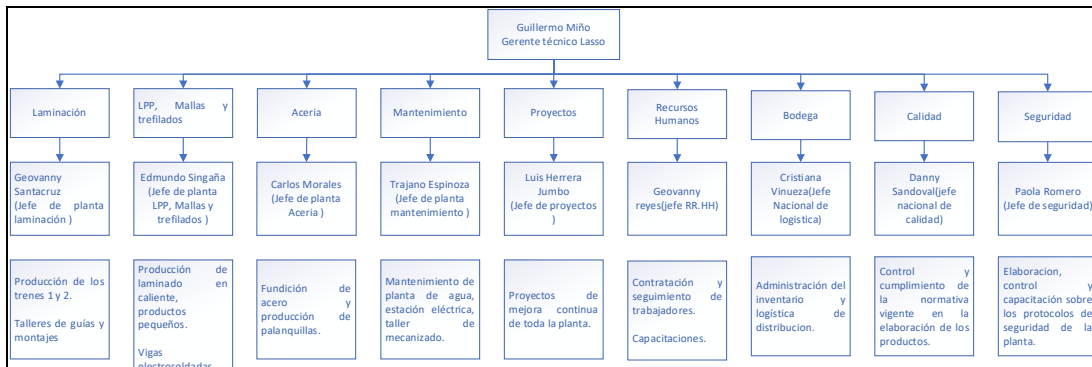 Guillermo Miño
Gerente técnico Lasso
Laminación
LPP, Mallas y
trefilados
Aceria
Mantenimiento
Proyectos
Recursos
Humanos
Bodega
Calidad
Seguridad
Geovanny
Santacruz
(Jefe de planta
laminación )
Edmundo Singaña
(Jefe de planta
LPP, Mallas y
trefilados )
Carlos Morales
(Jefe de planta
Aceria )
Trajano Espinoza
(Jefe de planta
mantenimiento )
Luis Herrera
Jumbo
(Jefe de proyectos
)
Geovanny
reyes(jefe RR.HH)
Cristiana
Vinueza(Jefe
Nacional de
logistica)
Danny
Sandoval(jefe
nacional de
calidad)
Paola Romero
(Jefe de seguridad)
Producción de los
trenes 1 y 2.
Talleres de guías y
montajes
Producción de
laminado en
caliente,
productos
pequeños.
Vigas
electrosoldadas
Fundición de
acero y
producción de
palanquillas.
Mantenimiento de
planta de agua,
estación eléctrica,
taller de
mecanizado.
Proyectos de
mejora continua
de toda la planta.
Contratación y
seguimiento de
trabajadores.
Capacitaciones.
Administración del
inventario y
logística de
distribucion.
Control y
cumplimiento de
la normativa
vigente en la
elaboración de los
productos.
Elaboracion,
control y
capacitación sobre
los protocolos de
seguridad de la
planta.